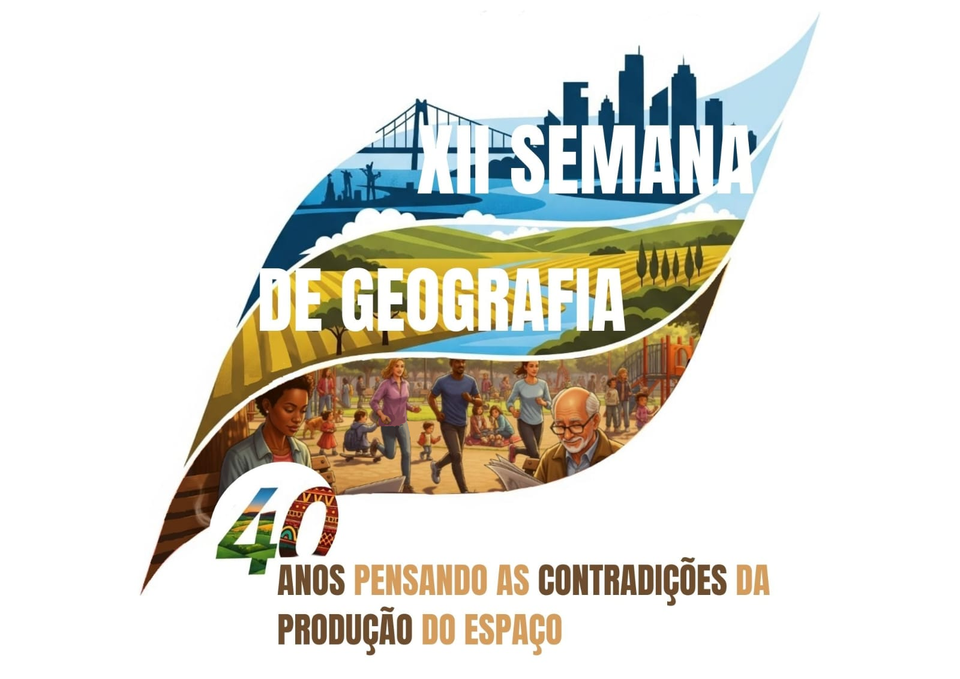 XII SEMANA
DE GEOGRAFIA
40
ANOS PENSANDO AS CONTRADIÇÕES DA
PRODUÇÃO DO ESPAÇO